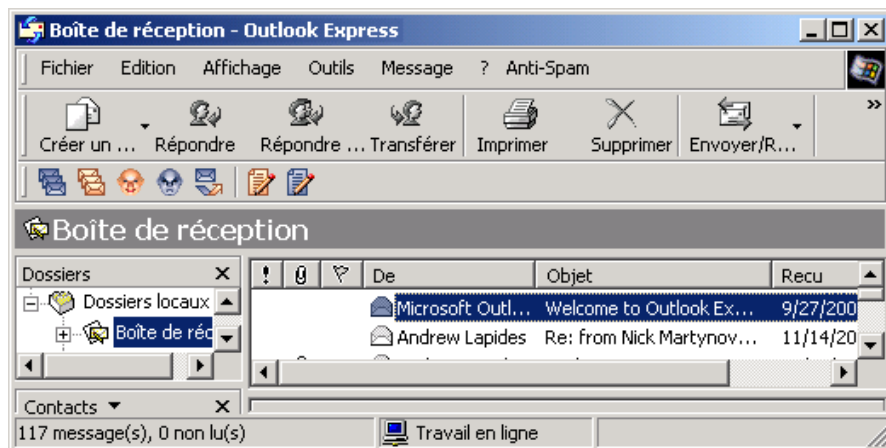 Boîte de réception - Outlook Express
Fichier Edition Affichage Outils Message ? Anti-Spam
Créer un ... Répondre Répondre ... Transférer Imprimer Supprimer Envoyer/R... »
Boîte de réception
Dossiers x ! De Objet Recu
Dossiers locaux Microsoft Outl... Welcome to Outlook Ex... 9/27/200
Boîte de réc Andrew Lapides Re: from Nick Martynov... 11/14/20
Contacts x
117 message(s), 0 non lu(s) Travail en ligne